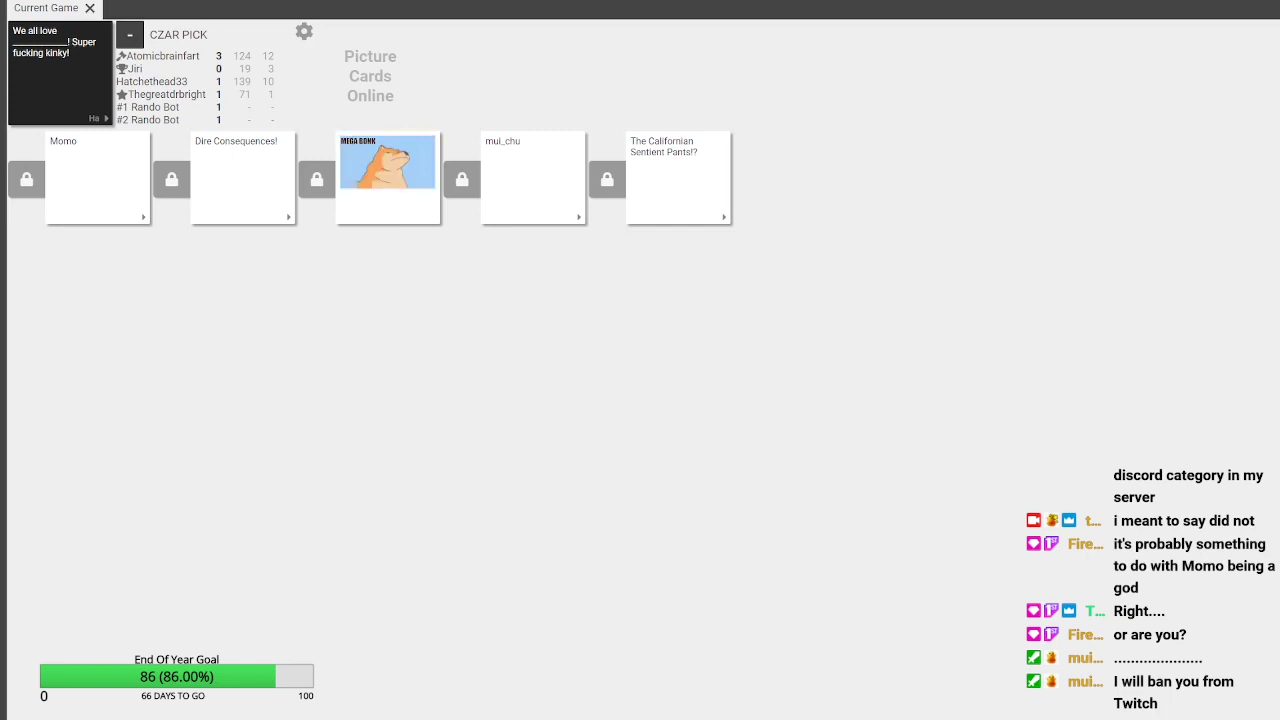 Current Game
We all love
__________! Super
fucking kinky!
Ha
-
CZAR PICK
Atomicbrainfart 3 124 12
Jiri 0 19 3
Hatchethead33 1 139 10
Thegreatdrbright 1 71 1
#1 Rando Bot 1 - -
#2 Rando Bot 1 - -
Picture
Cards
Online
Momo
Dire Consequences!
MEGA BONK
mui_chu
The Californian
Sentient Pants!?
discord category in my
server
t... i meant to say did not
Fire... it's probably something
to do with Momo being a
god
T... Right....
Fire... or are you?
mui... .....................
mui... I will ban you from
Twitch
End Of Year Goal
86 (86.00%)
0 66 DAYS TO GO 100